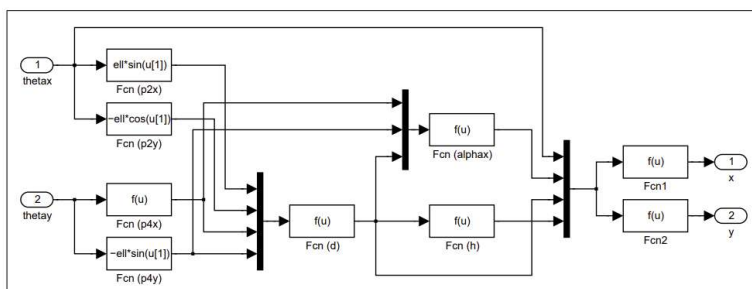 1
thetax
ell*sin(u[1])
Fcn (p2x)
-ell*cos(u[1])
Fcn (p2y)
2
thetay
f(u)
Fcn (p4x)
-ell*sin(u[1])
Fcn (p4y)
f(u)
Fcn (d)
f(u)
Fcn (alphax)
f(u)
Fcn (h)
f(u)
Fcn1
1
x
f(u)
Fcn2
2
y